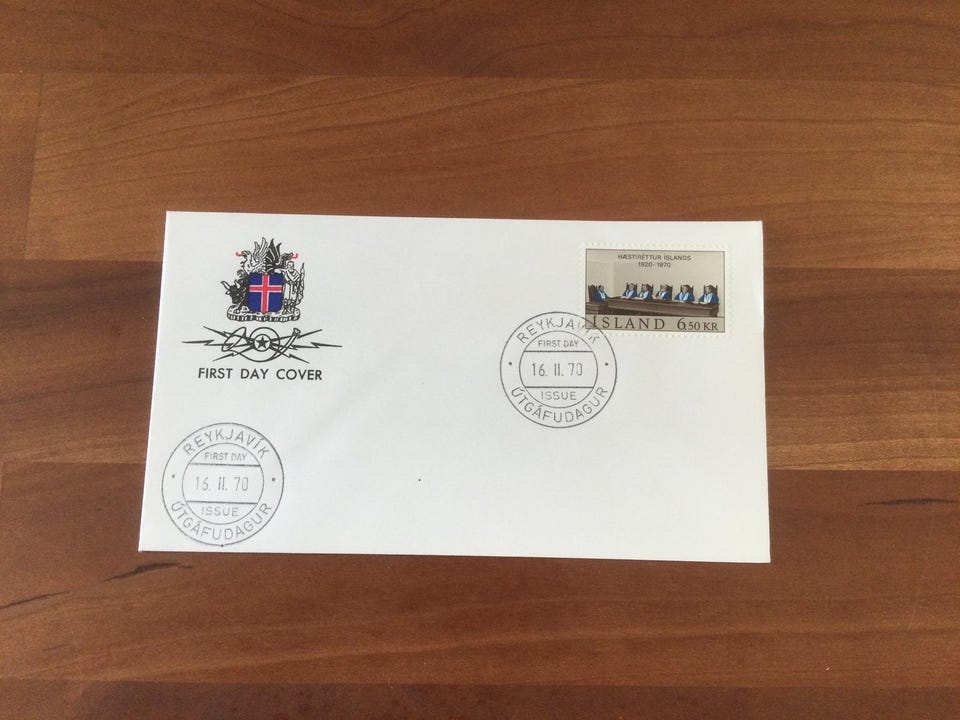 HÆSTIRÉTTUR ÍSLANDS
1920-1970
ÍSLAND 6.50 KR
FIRST DAY COVER
REYKJAVÍK
FIRST DAY
16. II. 70
ISSUE
ÚTGÁFUDAGUR
REYKJAVÍK
FIRST DAY
16. II. 70
ISSUE
ÚTGÁFUDAGUR